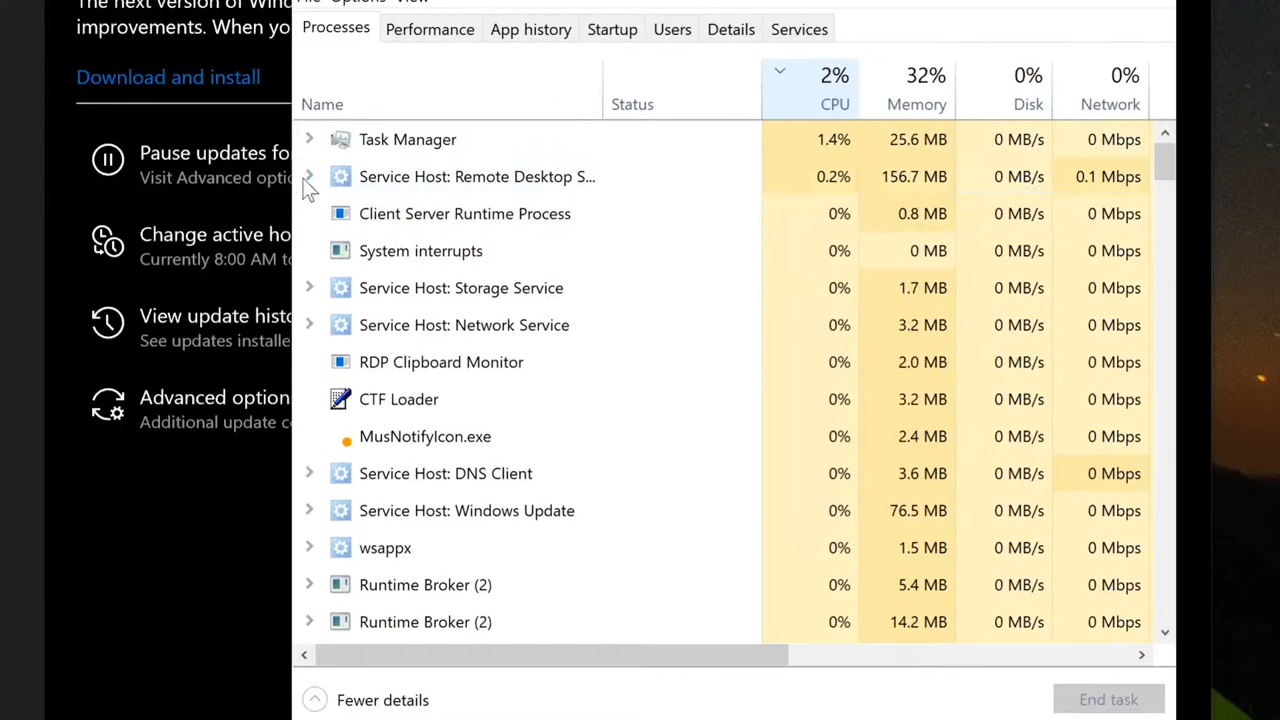 The next version of Wind
improvements. When yo
Download and install
Pause updates fo
Visit Advanced optio
Change active ho
Currently 8:00 AM to
View update histo
See updates installe
Advanced option
Additional update co
File Options View
Processes
Performance
App history
Startup
Users
Details
Services
2% 32% 0% 0%
Name Status CPU Memory Disk Network
Task Manager 1.4% 25.6 MB 0 MB/s 0 Mbps
Service Host: Remote Desktop S... 0.2% 156.7 MB 0 MB/s 0.1 Mbps
Client Server Runtime Process 0% 0.8 MB 0 MB/s 0 Mbps
System interrupts 0% 0 MB 0 MB/s 0 Mbps
Service Host: Storage Service 0% 1.7 MB 0 MB/s 0 Mbps
Service Host: Network Service 0% 3.2 MB 0 MB/s 0 Mbps
RDP Clipboard Monitor 0% 2.0 MB 0 MB/s 0 Mbps
CTF Loader 0% 3.2 MB 0 MB/s 0 Mbps
MusNotifyIcon.exe 0% 2.4 MB 0 MB/s 0 Mbps
Service Host: DNS Client 0% 3.6 MB 0 MB/s 0 Mbps
Service Host: Windows Update 0% 76.5 MB 0 MB/s 0 Mbps
wsappx 0% 1.5 MB 0 MB/s 0 Mbps
Runtime Broker (2) 0% 5.4 MB 0 MB/s 0 Mbps
Runtime Broker (2) 0% 14.2 MB 0 MB/s 0 Mbps
Fewer details
End task